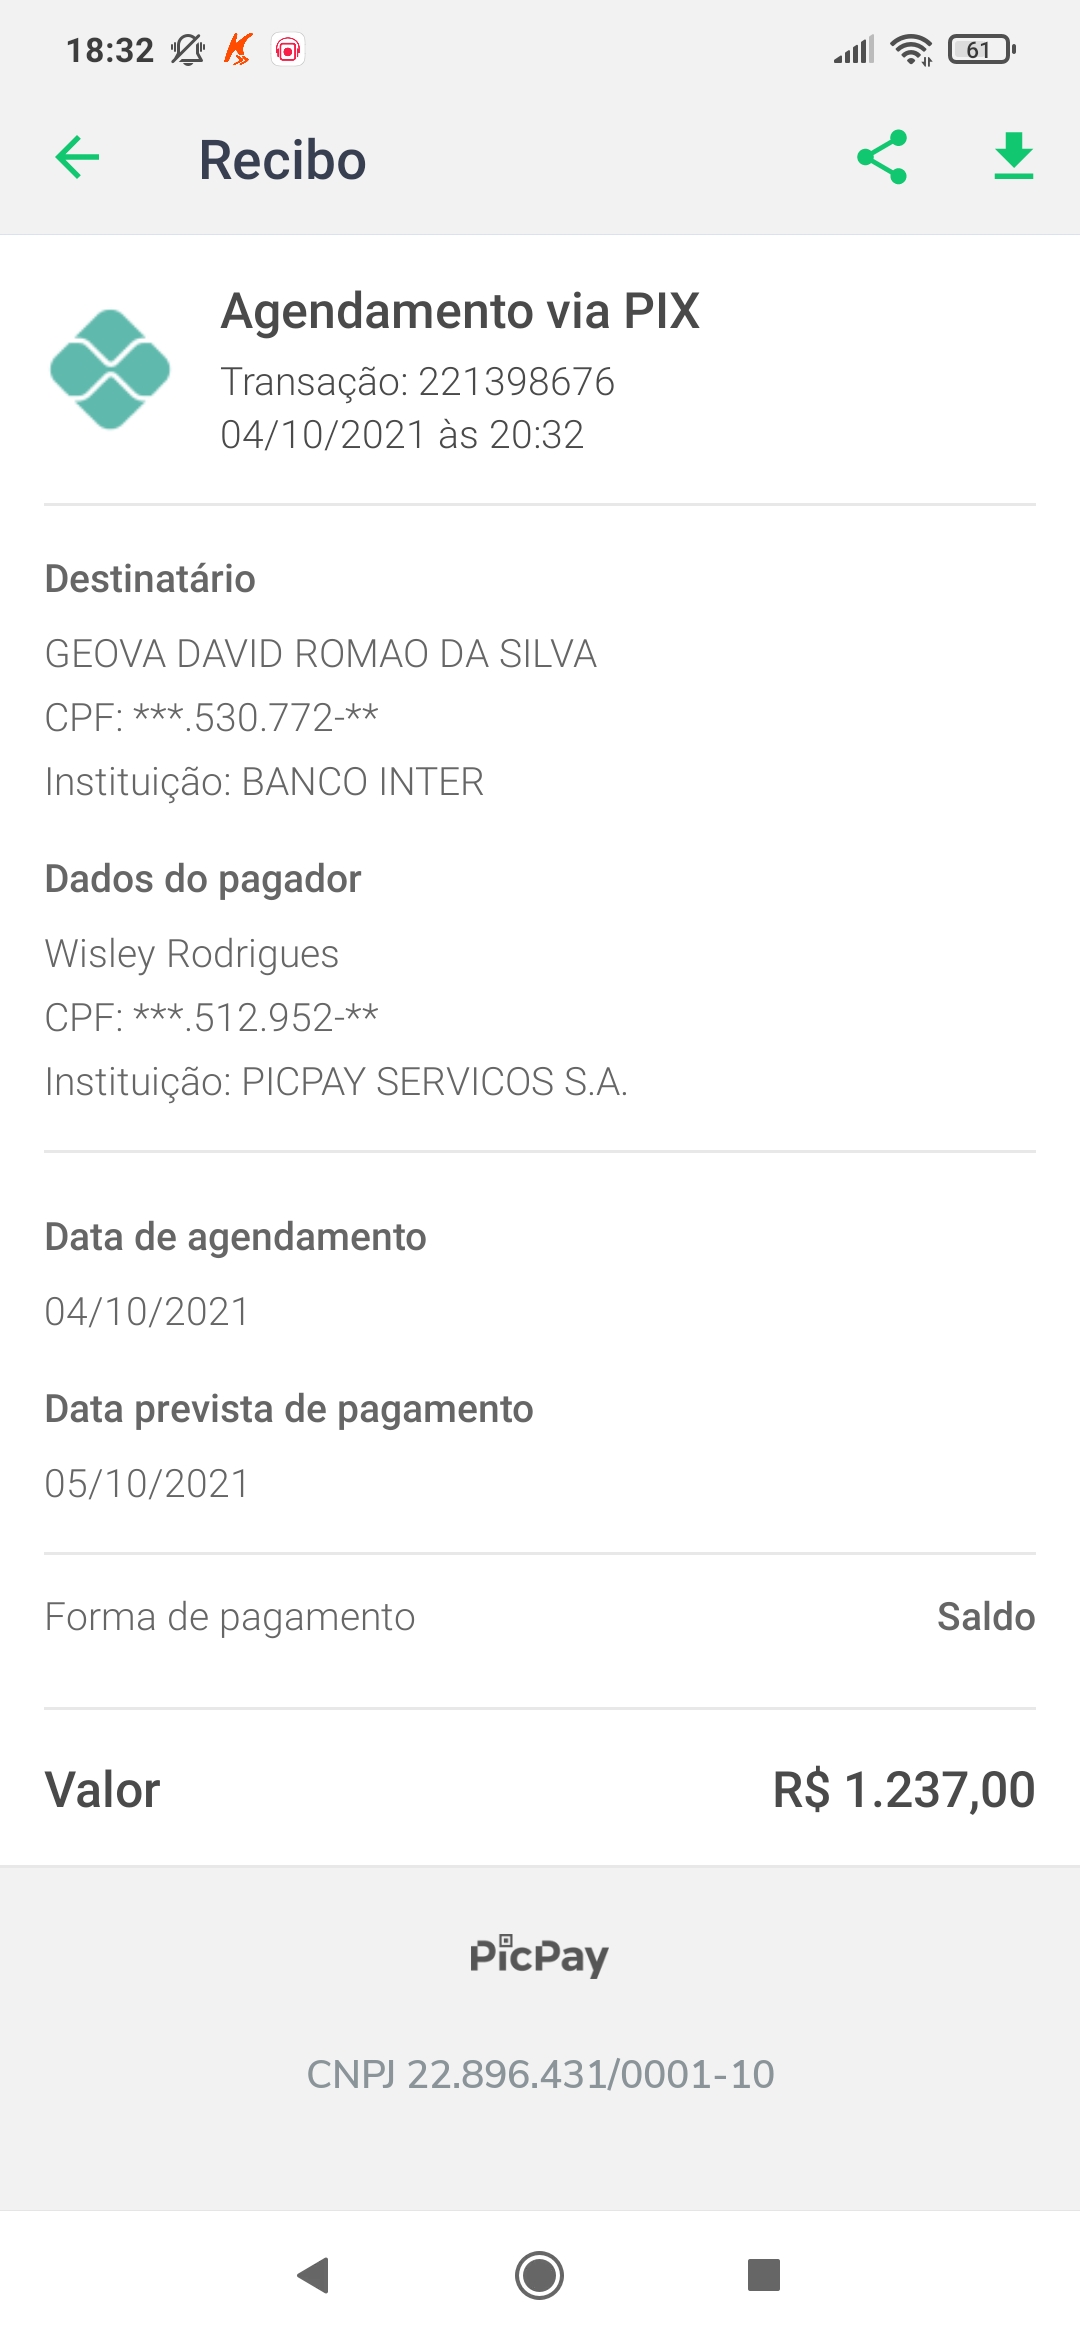 18:32
61
Recibo
Agendamento via PIX
Transação: 221398676
04/10/2021 às 20:32
Destinatário
GEOVA DAVID ROMAO DA SILVA
CPF: ***.530.772-**
Instituição: BANCO INTER
Dados do pagador
Wisley Rodrigues
CPF: ***.512.952-**
Instituição: PICPAY SERVICOS S.A.
Data de agendamento
04/10/2021
Data prevista de pagamento
05/10/2021
Forma de pagamento Saldo
Valor R$ 1.237,00
PicPay
CNPJ 22.896.431/0001-10